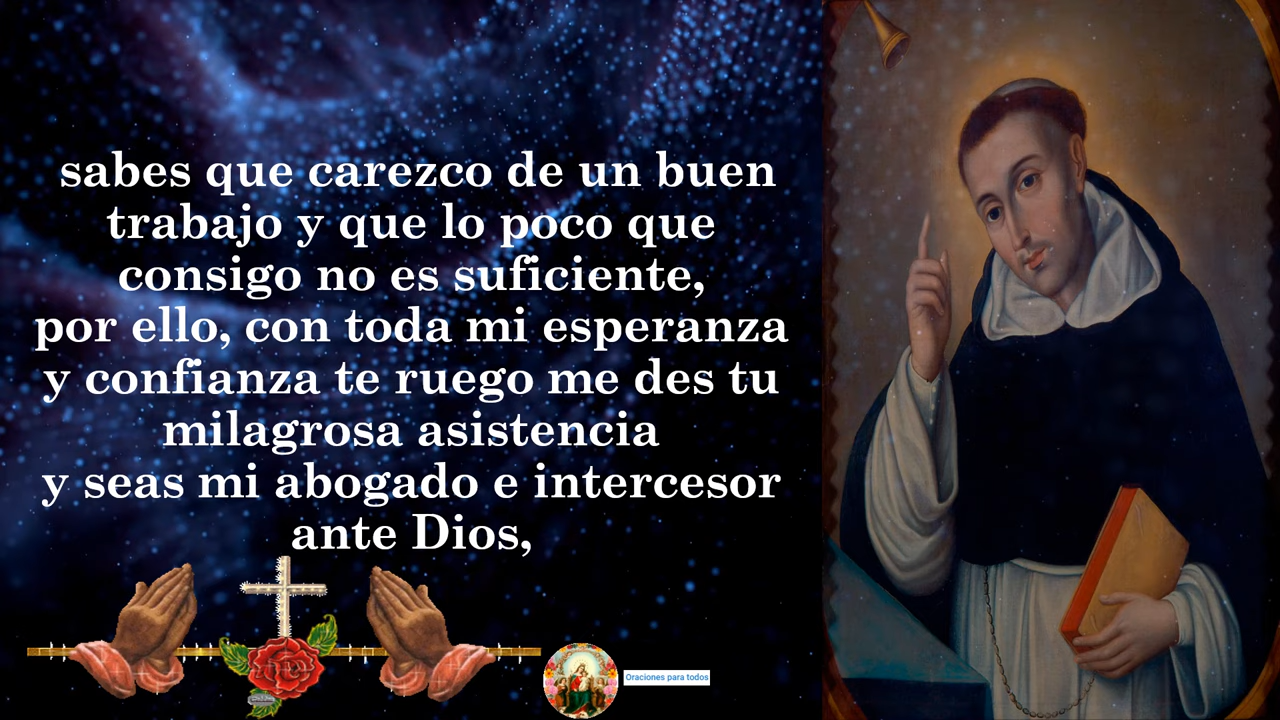 sabes que carezco de un buen
trabajo y que lo poco que
consigo no es suficiente,
por ello, con toda mi esperanza
y confianza te ruego me des tu
milagrosa asistencia
y seas mi abogado e intercesor
ante Dios,
Oraciones para todos